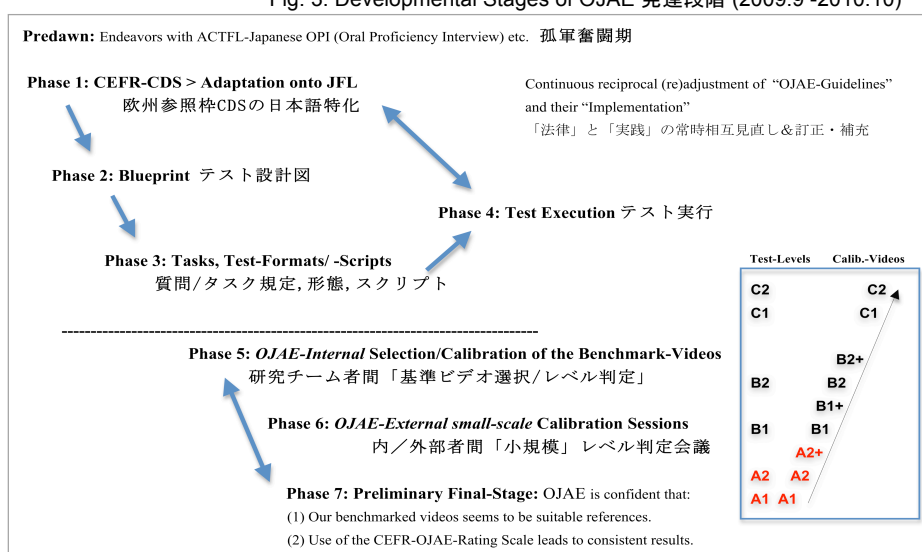 Fig. 3: Developmental Stages of OJAE 発達段階 (2009.9 -2010.10)
Predawn: Endeavors with ACTFL-Japanese OPI (Oral Proficiency Interview) etc. 孤軍奮闘期
Phase 1: CEFR-CDS > Adaptation onto JFL
欧州参照枠CDSの日本語特化
Continuous reciprocal (re)adjustment of “OJAE-Guidelines”
and their “Implementation”
「法律」と「実践」の常時相互見直し＆訂正・補充
Phase 2: Blueprint テスト設計図
Phase 4: Test Execution テスト実行
Phase 3: Tasks, Test-Formats/ -Scripts
質問/タスク規定, 形態, スクリプト
Phase 5: OJAE-Internal Selection/Calibration of the Benchmark-Videos
研究チーム者間「基準ビデオ選択/レベル判定」
Phase 6: OJAE-External small-scale Calibration Sessions
内／外部者間「小規模」レベル判定会議
Phase 7: Preliminary Final-Stage: OJAE is confident that:
(1) Our benchmarked videos seems to be suitable references.
(2) Use of the CEFR-OJAE-Rating Scale leads to consistent results.
Test-Levels Calib.-Videos
C2 C2
C1 C1
B2+
B2 B2
B1+
B1 B1
A2+
A2 A2
A1 A1